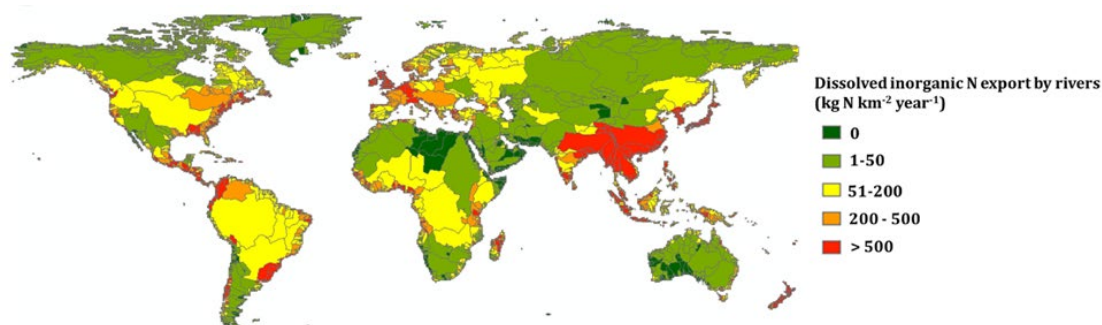 Dissolved inorganic N export by rivers
(kg N km⁻² year⁻¹)
0
1-50
51-200
200 - 500
> 500